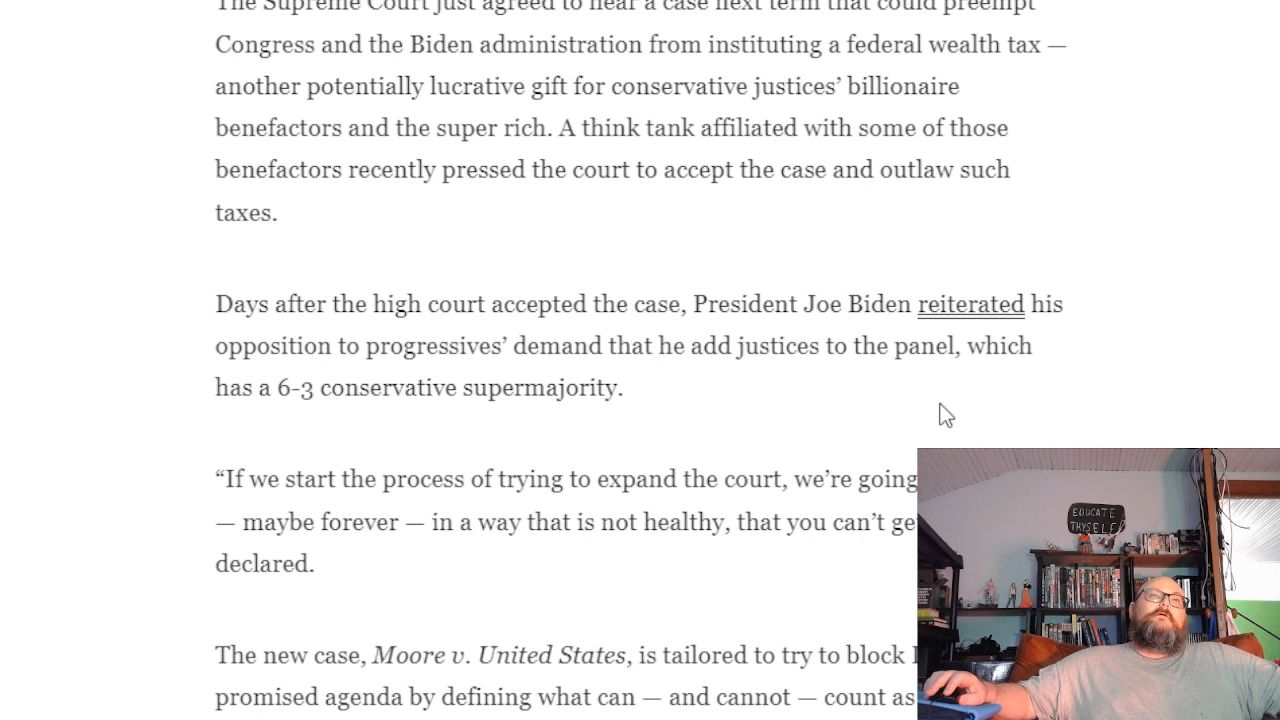 The Supreme Court just agreed to hear a case next term that could preempt
Congress and the Biden administration from instituting a federal wealth tax —
another potentially lucrative gift for conservative justices’ billionaire
benefactors and the super rich. A think tank affiliated with some of those
benefactors recently pressed the court to accept the case and outlaw such
taxes.
Days after the high court accepted the case, President Joe Biden reiterated his
opposition to progressives’ demand that he add justices to the panel, which
has a 6-3 conservative supermajority.
“If we start the process of trying to expand the court, we’re going
— maybe forever — in a way that is not healthy, that you can’t
declared.
The new case, Moore v. United States, is tailored to try to block
promised agenda by defining what can — and cannot — count as
EDUCATE
THYSELF